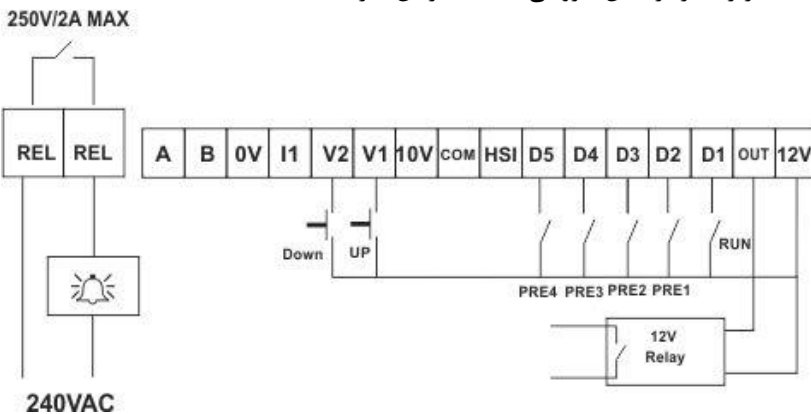 250V/2A MAX
REL REL
A B 0V I1 V2 V1 10V COM HSI D5 D4 D3 D2 D1 OUT 12V
Down UP
RUN
PRE4 PRE3 PRE2 PRE1
12V
Relay
240VAC